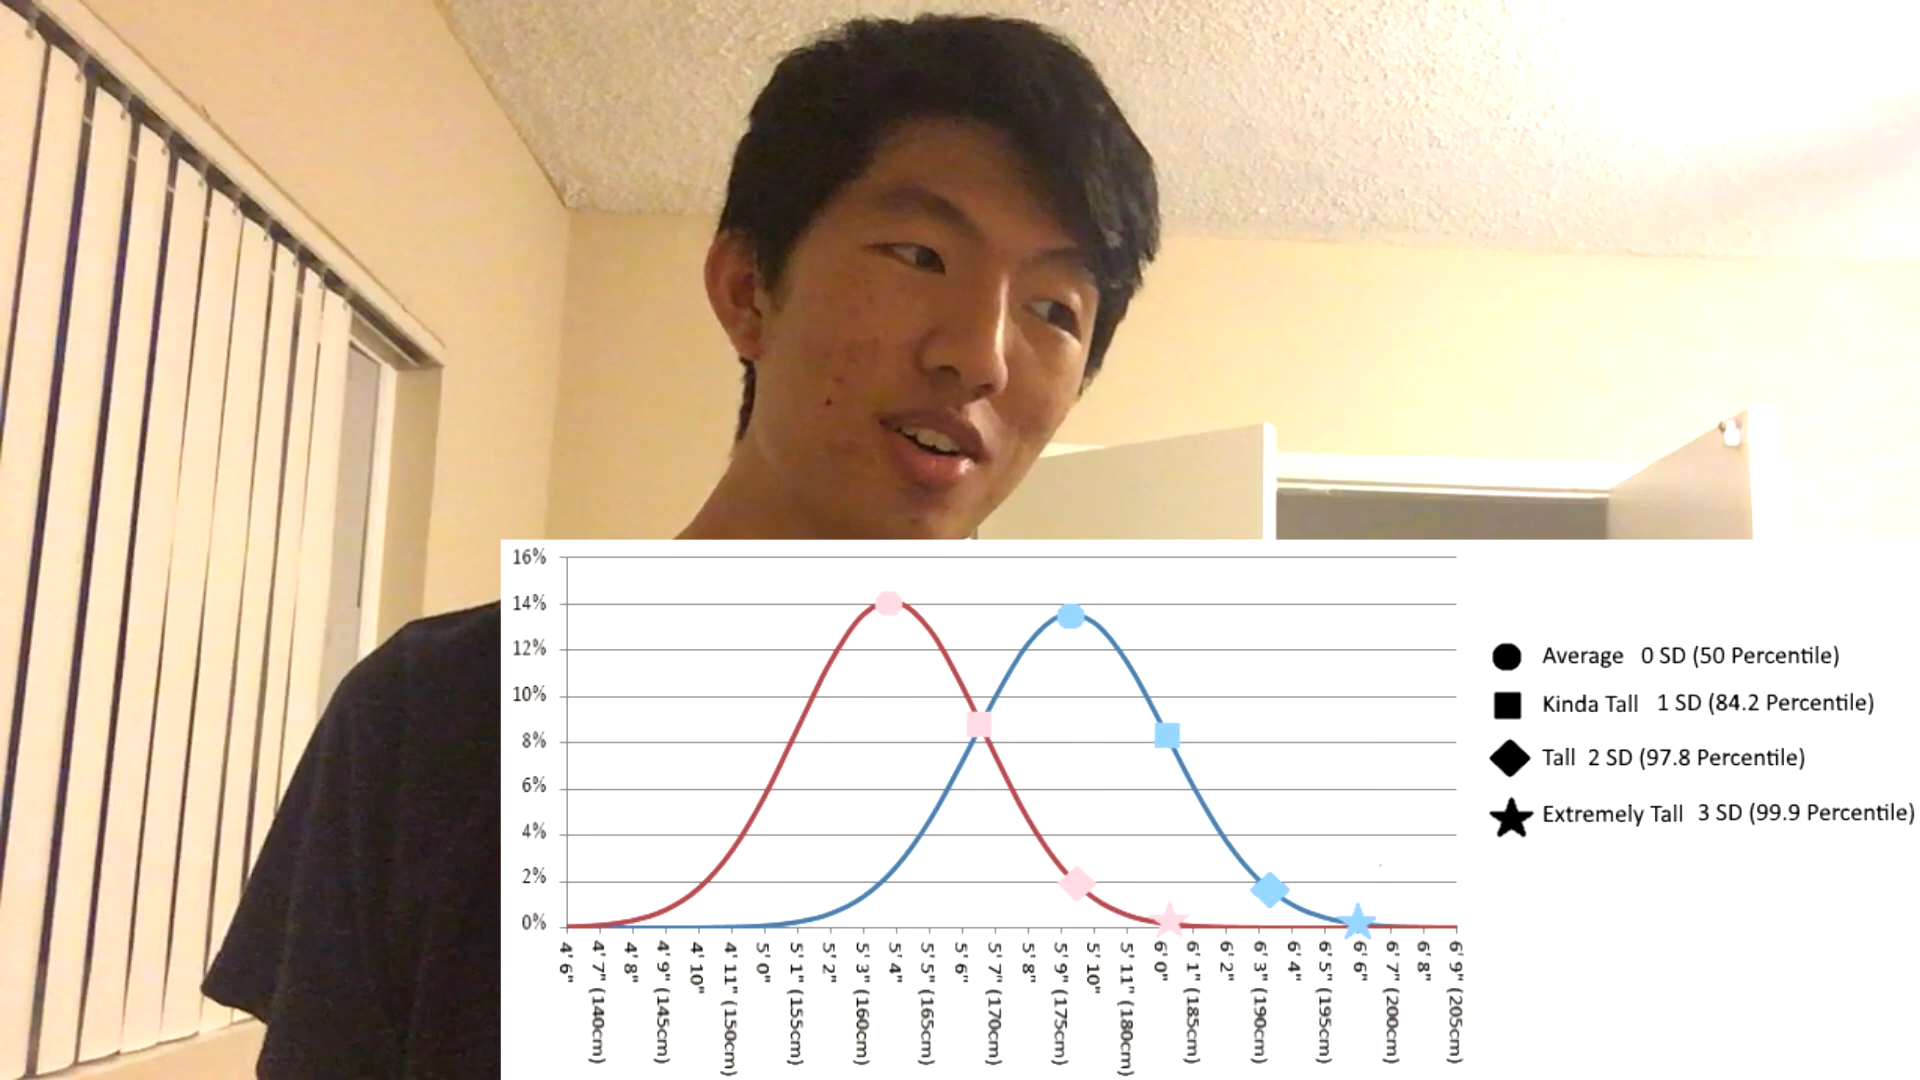 16%
14%
12%
10%
8%
6%
4%
2%
0%
4' 6"
4' 7" (140cm)
4' 8"
4' 9" (145cm)
4' 10"
4' 11" (150cm)
5' 0"
5' 1" (155cm)
5' 2"
5' 3" (160cm)
5' 4"
5' 5" (165cm)
5' 6"
5' 7" (170cm)
5' 8"
5' 9" (175cm)
5' 10"
5' 11" (180cm)
6' 0"
6' 1" (185cm)
6' 2"
6' 3" (190cm)
6' 4"
6' 5" (195cm)
6' 6"
6' 7" (200cm)
6' 8"
6' 9" (205cm)
Average 0 SD (50 Percentile)
Kinda Tall 1 SD (84.2 Percentile)
Tall 2 SD (97.8 Percentile)
Extremely Tall 3 SD (99.9 Percentile)